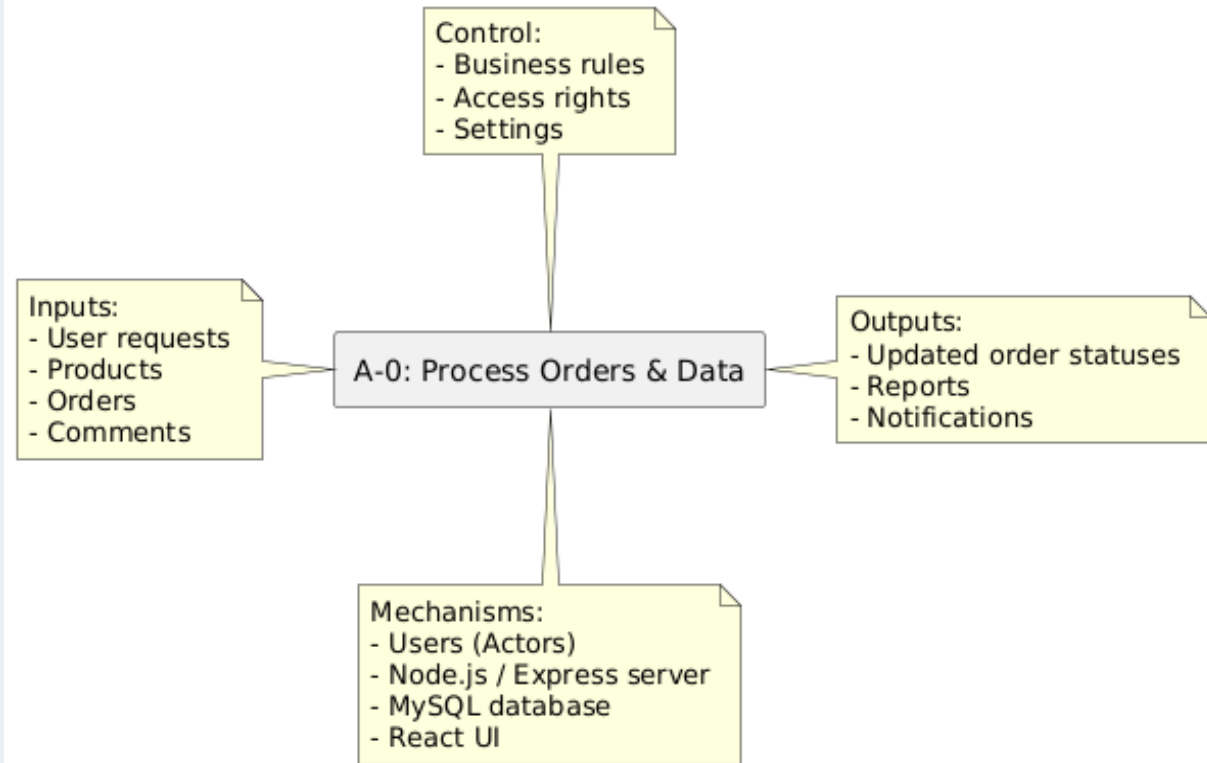 Control:
- Business rules
- Access rights
- Settings
Inputs:
- User requests
- Products
- Orders
- Comments
A-0: Process Orders & Data
Outputs:
- Updated order statuses
- Reports
- Notifications
Mechanisms:
- Users (Actors)
- Node.js / Express server
- MySQL database
- React UI